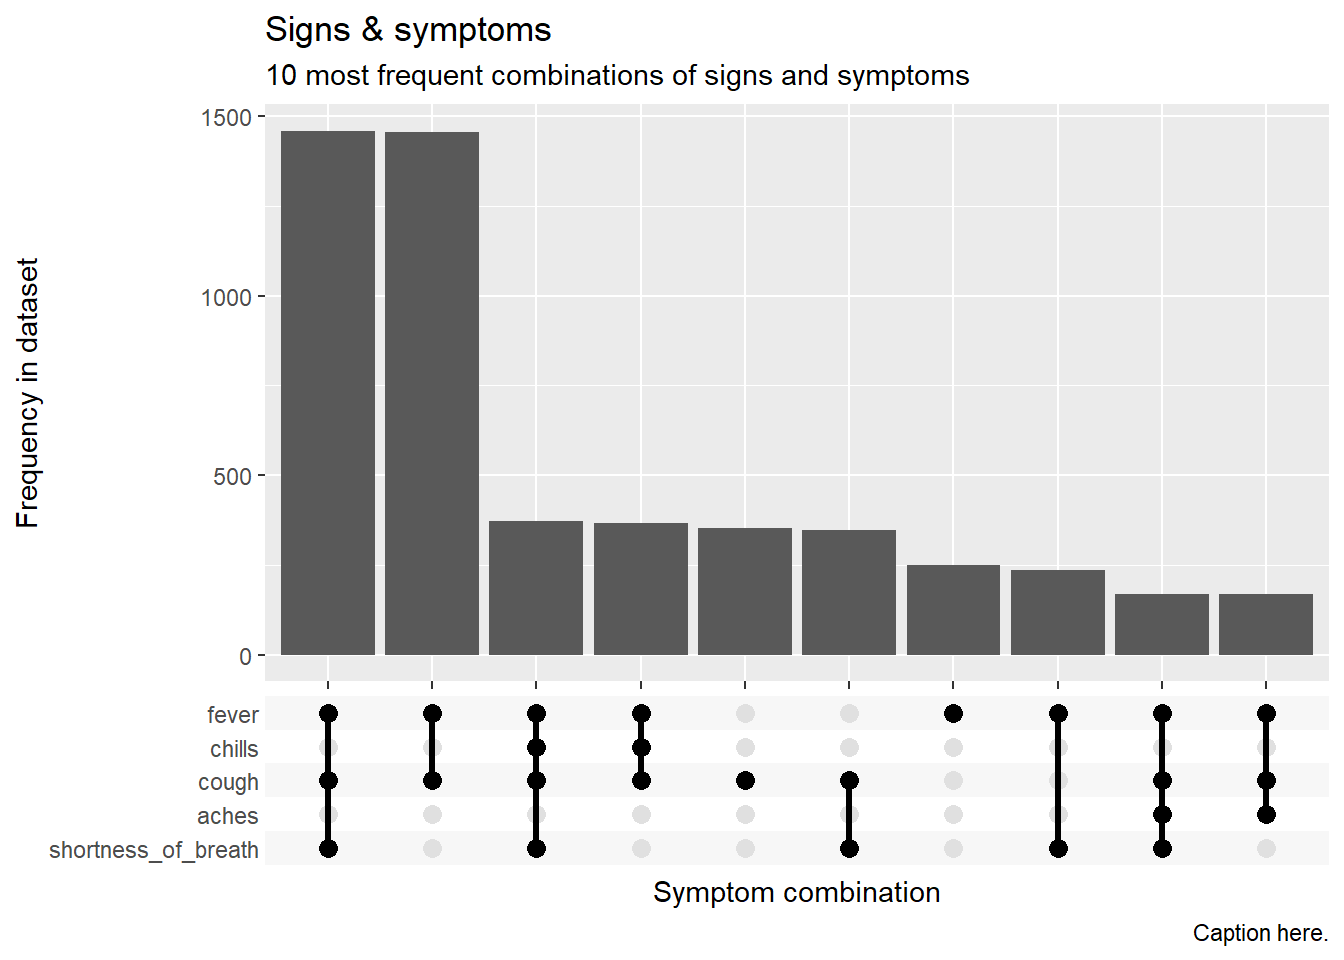 Signs & symptoms
10 most frequent combinations of signs and symptoms
Frequency in dataset
1500
1000
500
0
fever
chills
cough
aches
shortness_of_breath
Symptom combination
Caption here.